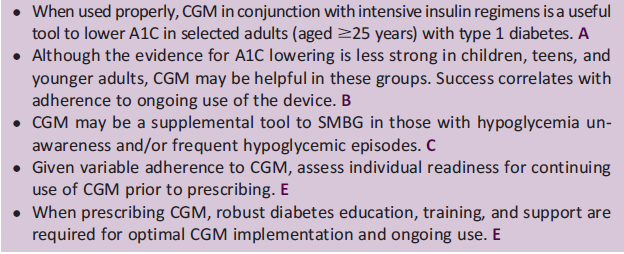 • When used properly, CGM in conjunction with intensive insulin regimens is a useful
tool to lower A1C in selected adults (aged ≥25 years) with type 1 diabetes. A
• Although the evidence for A1C lowering is less strong in children, teens, and
younger adults, CGM may be helpful in these groups. Success correlates with
adherence to ongoing use of the device. B
• CGM may be a supplemental tool to SMBG in those with hypoglycemia un-
awareness and/or frequent hypoglycemic episodes. C
• Given variable adherence to CGM, assess individual readiness for continuing
use of CGM prior to prescribing. E
• When prescribing CGM, robust diabetes education, training, and support are
required for optimal CGM implementation and ongoing use. E